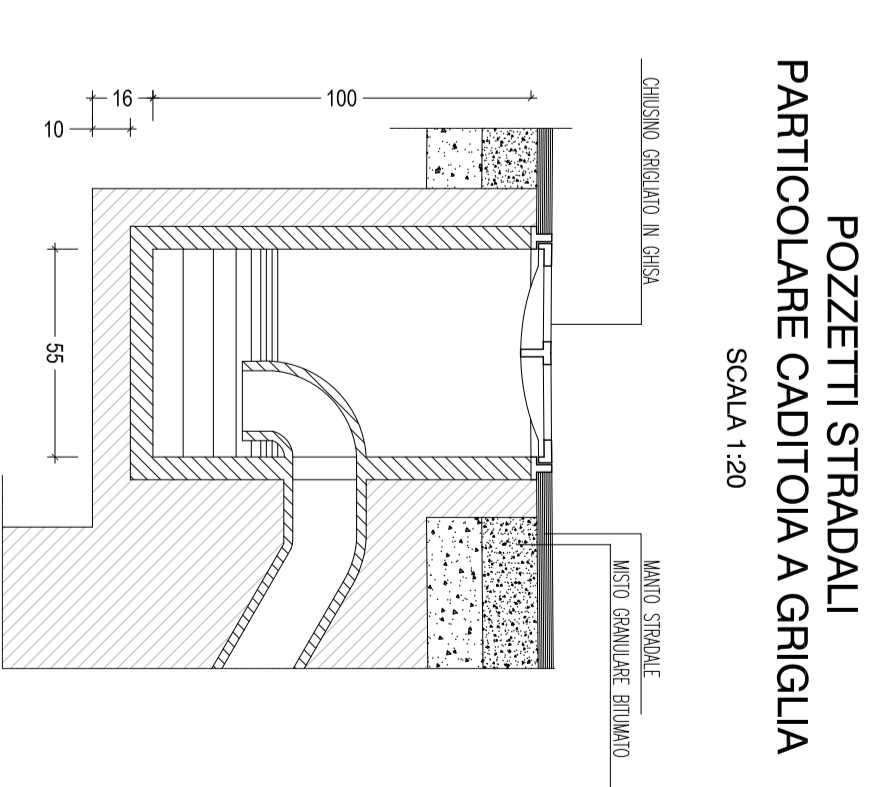 POZZETTI STRADALI
PARTICOLARE CADITOIA A GRIGLIA
SCALA 1:20
CHIUSINO GRIGLIATO IN GHISA
MANTO STRADALE
MISTO GRANULARE BITUMATO
100
16
10
55